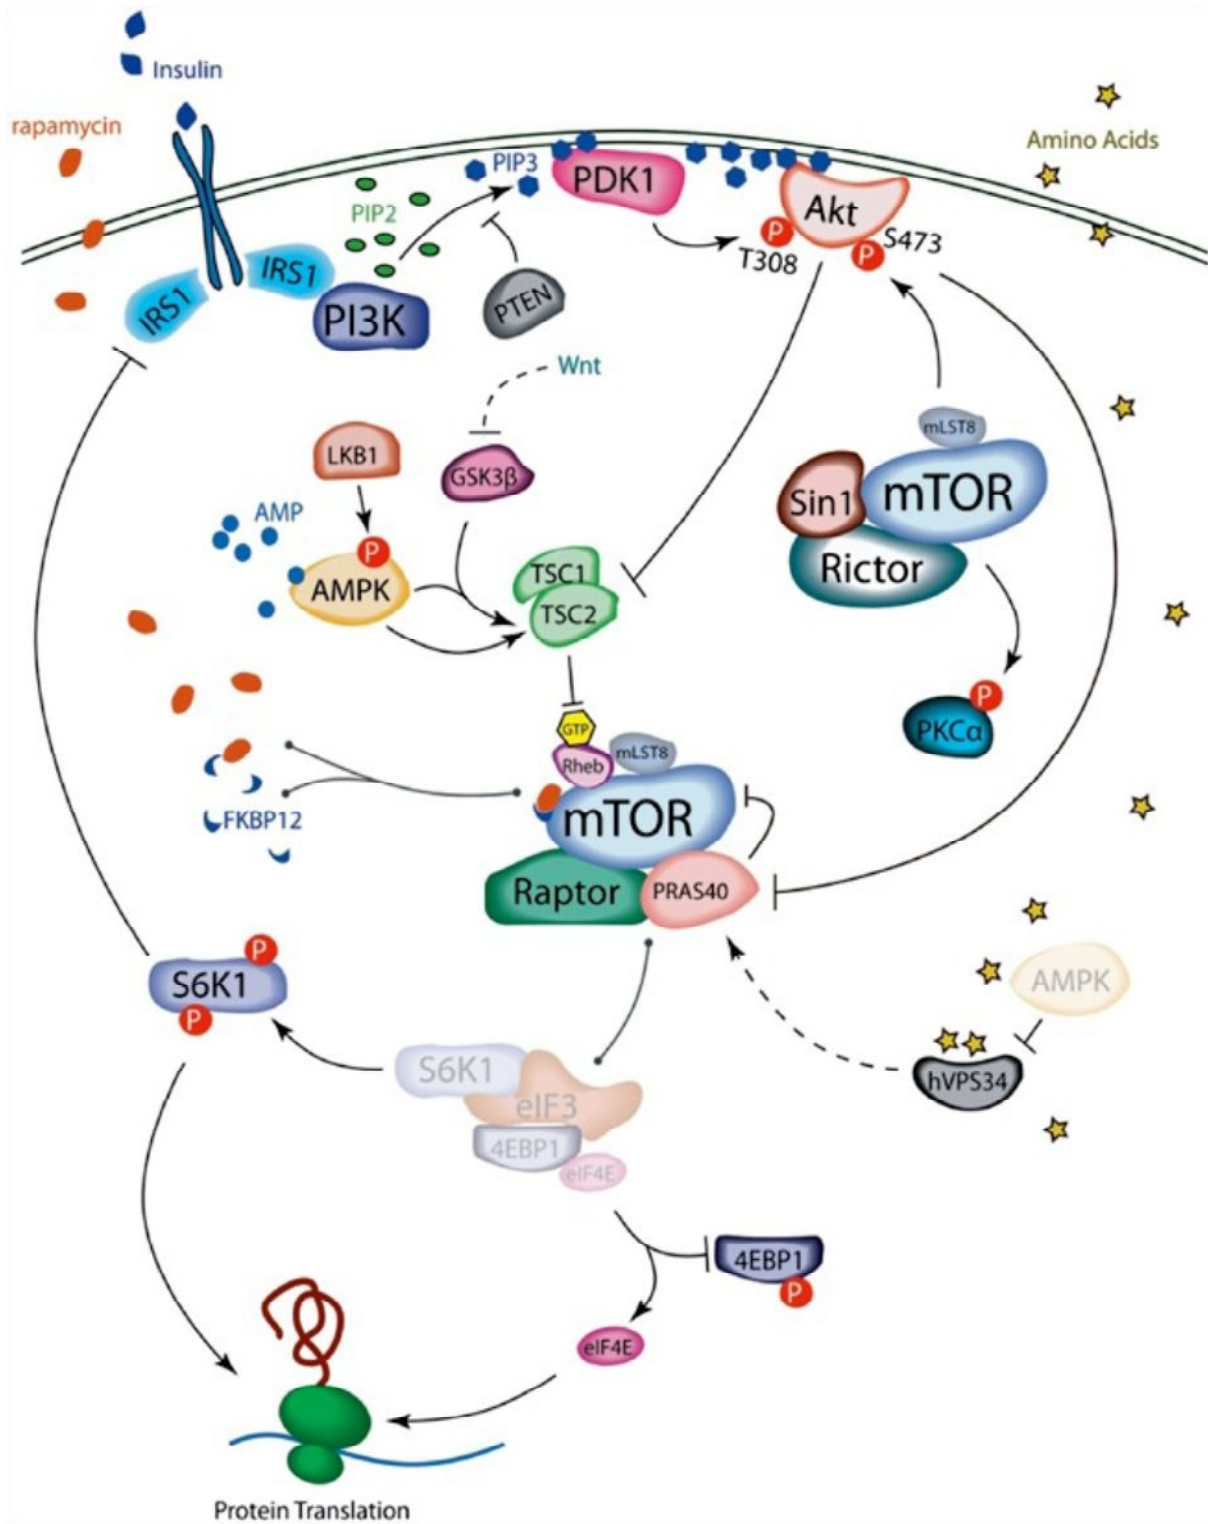 Insulin
rapamycin
Amino Acids
PIP3
PDK1
PIP2
Akt
P
S473
P
T308
IRS1
IRS1
PI3K
PTEN
Wnt
mLST8
LKB1
GSK3β
Sin1
mTOR
AMP
P
Rictor
AMPK
TSC1
TSC2
P
PKCα
GTP
mLST8
Rheb
FKBP12
mTOR
Raptor
PRAS40
P
S6K1
P
AMPK
S6K1
hVPS34
eIF3
4EBP1
eIF4E
4EBP1
P
eIF4E
Protein Translation